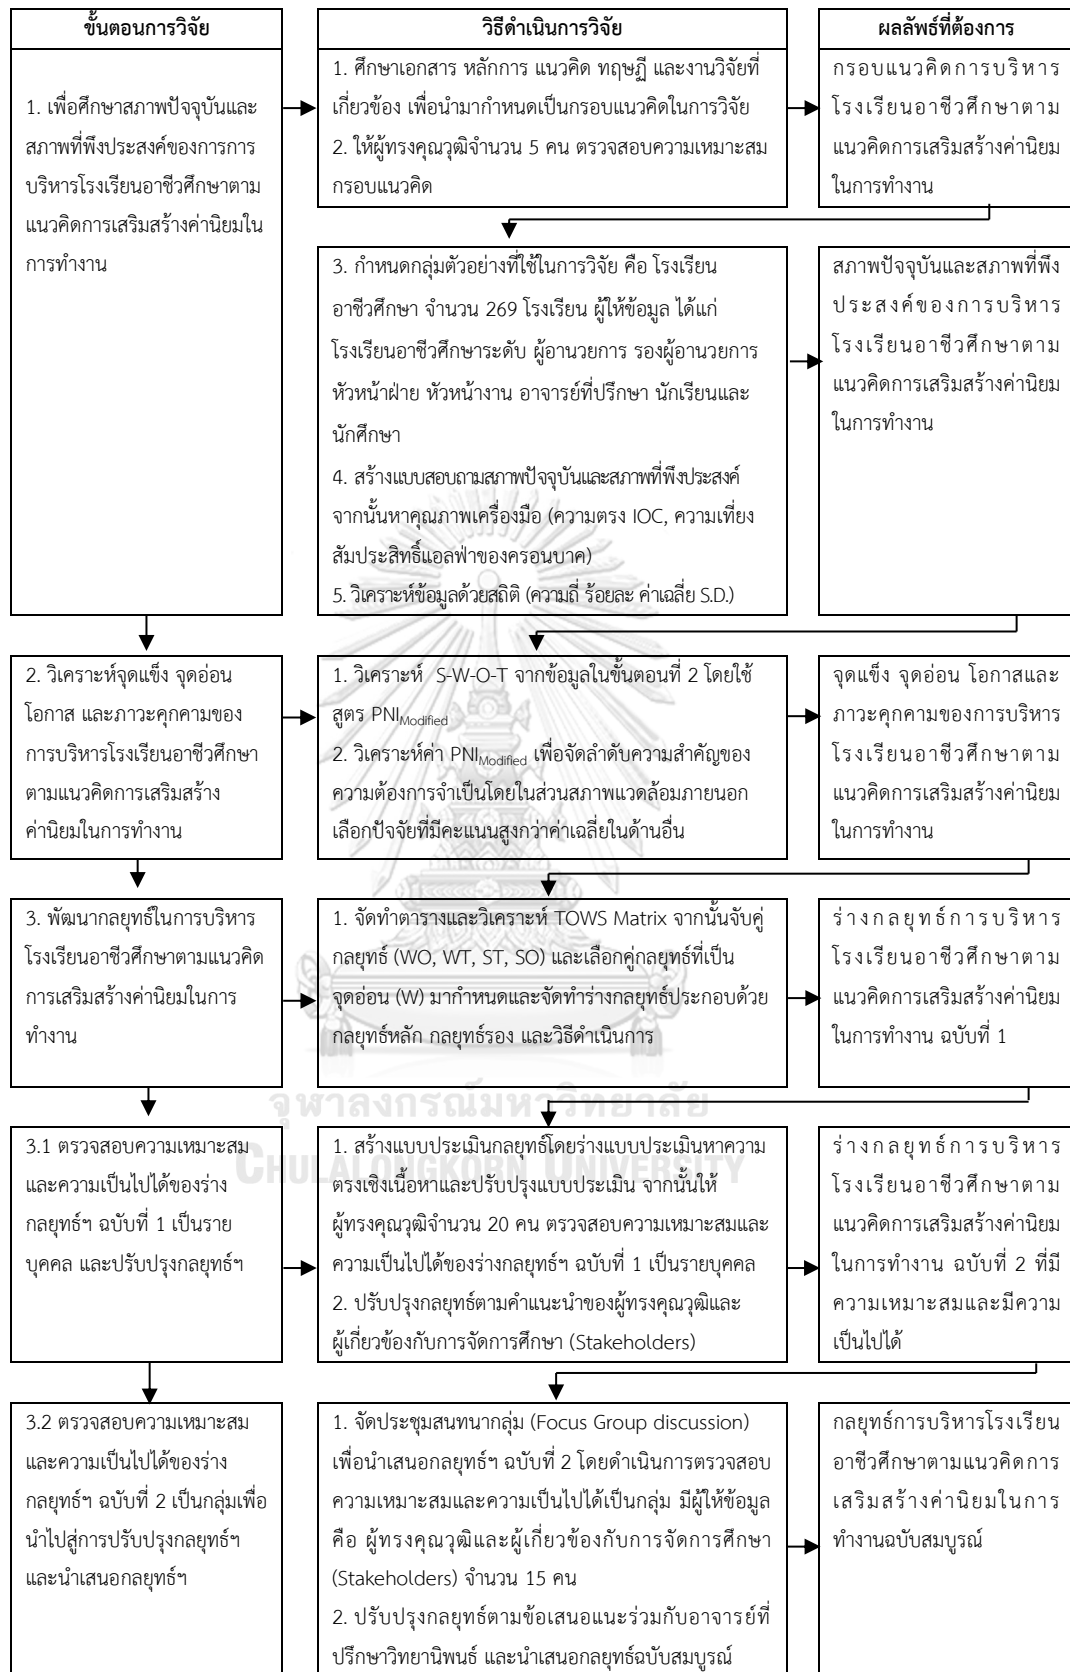 ขั้นตอนการวิจัย
วิธีดำเนินการวิจัย
ผลลัพธ์ที่ต้องการ
1. เพื่อศึกษาสภาพปัจจุบันและ
สภาพที่พึงประสงค์ของการการ
บริหารโรงเรียนอาชีวศึกษาตาม
แนวคิดการเสริมสร้างค่านิยมใน
การทำงาน
1. ศึกษาเอกสาร หลักการ แนวคิด ทฤษฎี และงานวิจัยที่
เกี่ยวข้อง เพื่อนำมากำหนดเป็นกรอบแนวคิดในการวิจัย
2. ให้ผู้ทรงคุณวุฒิจำนวน 5 คน ตรวจสอบความเหมาะสม
กรอบแนวคิด
กรอบแนวคิดการบริหาร
โรงเรียนอาชีวศึกษาตาม
แนวคิดการเสริมสร้างค่านิยม
ในการทำงาน
3. กำหนดกลุ่มตัวอย่างที่ใช้ในการวิจัย คือ โรงเรียน
อาชีวศึกษา จำนวน 269 โรงเรียน ผู้ให้ข้อมูล ได้แก่
โรงเรียนอาชีวศึกษาระดับ ผู้อานวยการ รองผู้อานวยการ
หัวหน้าฝ่าย หัวหน้างาน อาจารย์ที่ปรึกษา นักเรียนและ
นักศึกษา
4. สร้างแบบสอบถามสภาพปัจจุบันและสภาพที่พึงประสงค์
จากนั้นหาคุณภาพเครื่องมือ (ความตรง IOC, ความเที่ยง
สัมประสิทธิ์แอลฟ่าของครอนบาค)
5. วิเคราะห์ข้อมูลด้วยสถิติ (ความถี่ ร้อยละ ค่าเฉลี่ย S.D.)
สภาพปัจจุบันและสภาพที่พึง
ประสงค์ของการบริหาร
โรงเรียนอาชีวศึกษาตาม
แนวคิดการเสริมสร้างค่านิยม
ในการทำงาน
2. วิเคราะห์จุดแข็ง จุดอ่อน
โอกาส และภาวะคุกคามของ
การบริหารโรงเรียนอาชีวศึกษา
ตามแนวคิดการเสริมสร้าง
ค่านิยมในการทำงาน
1. วิเคราะห์ S-W-O-T จากข้อมูลในขั้นตอนที่ 2 โดยใช้
สูตร PNI Modified
2. วิเคราะห์ค่า PNI Modified เพื่อจัดลำดับความสำคัญของ
ความต้องการจำเป็นโดยในส่วนสภาพแวดล้อมภายนอก
เลือกปัจจัยที่มีคะแนนสูงกว่าค่าเฉลี่ยในด้านอื่น
จุดแข็ง จุดอ่อน โอกาสและ
ภาวะคุกคามของการบริหาร
โรงเรียนอาชีวศึกษาตาม
แนวคิดการเสริมสร้างค่านิยม
ในการทำงาน
3. พัฒนากลยุทธ์ในการบริหาร
โรงเรียนอาชีวศึกษาตามแนวคิด
การเสริมสร้างค่านิยมในการ
ทำงาน
1. จัดทำตารางและวิเคราะห์ TOWS Matrix จากนั้นจับคู่
กลยุทธ์ (WO, WT, ST, SO) และเลือกคู่กลยุทธ์ที่เป็น
จุดอ่อน (W) มากำหนดและจัดทำร่างกลยุทธ์ประกอบด้วย
กลยุทธ์หลัก กลยุทธ์รอง และวิธีดำเนินการ
ร่างกลยุทธ์การบริหาร
โรงเรียนอาชีวศึกษาตาม
แนวคิดการเสริมสร้างค่านิยม
ในการทำงาน ฉบับที่ 1
จุฬาลงกรณ์มหาวิทยาลัย
CHULALONGKORN UNIVERSITY
3.1 ตรวจสอบความเหมาะสม
และความเป็นไปได้ของร่าง
กลยุทธ์ฯ ฉบับที่ 1 เป็นราย
บุคคล และปรับปรุงกลยุทธ์ฯ
1. สร้างแบบประเมินกลยุทธ์โดยร่างแบบประเมินหาความ
ตรงเชิงเนื้อหาและปรับปรุงแบบประเมิน จากนั้นให้
ผู้ทรงคุณวุฒิจำนวน 20 คน ตรวจสอบความเหมาะสมและ
ความเป็นไปได้ของร่างกลยุทธ์ฯ ฉบับที่ 1 เป็นรายบุคคล
2. ปรับปรุงกลยุทธ์ตามคำแนะนำของผู้ทรงคุณวุฒิและ
ผู้เกี่ยวข้องกับการจัดการศึกษา (Stakeholders)
ร่างกลยุทธ์การบริหาร
โรงเรียนอาชีวศึกษาตาม
แนวคิดการเสริมสร้างค่านิยม
ในการทำงาน ฉบับที่ 2 ที่มี
ความเหมาะสมและมีความ
เป็นไปได้
3.2 ตรวจสอบความเหมาะสม
และความเป็นไปได้ของร่าง
กลยุทธ์ฯ ฉบับที่ 2 เป็นกลุ่มเพื่อ
นำไปสู่การปรับปรุงกลยุทธ์ฯ
และนำเสนอกลยุทธ์ฯ
1. จัดประชุมสนทนากลุ่ม (Focus Group discussion)
เพื่อนำเสนอกลยุทธ์ฯ ฉบับที่ 2 โดยดำเนินการตรวจสอบ
ความเหมาะสมและความเป็นไปได้เป็นกลุ่ม มีผู้ให้ข้อมูล
คือ ผู้ทรงคุณวุฒิและผู้เกี่ยวข้องกับการจัดการศึกษา
(Stakeholders) จำนวน 15 คน
2. ปรับปรุงกลยุทธ์ตามข้อเสนอแนะร่วมกับอาจารย์ที่
ปรึกษาวิทยานิพนธ์ และนำเสนอกลยุทธ์ฉบับสมบูรณ์
กลยุทธ์การบริหารโรงเรียน
อาชีวศึกษาตามแนวคิดการ
เสริมสร้างค่านิยมในการ
ทำงานฉบับสมบูรณ์